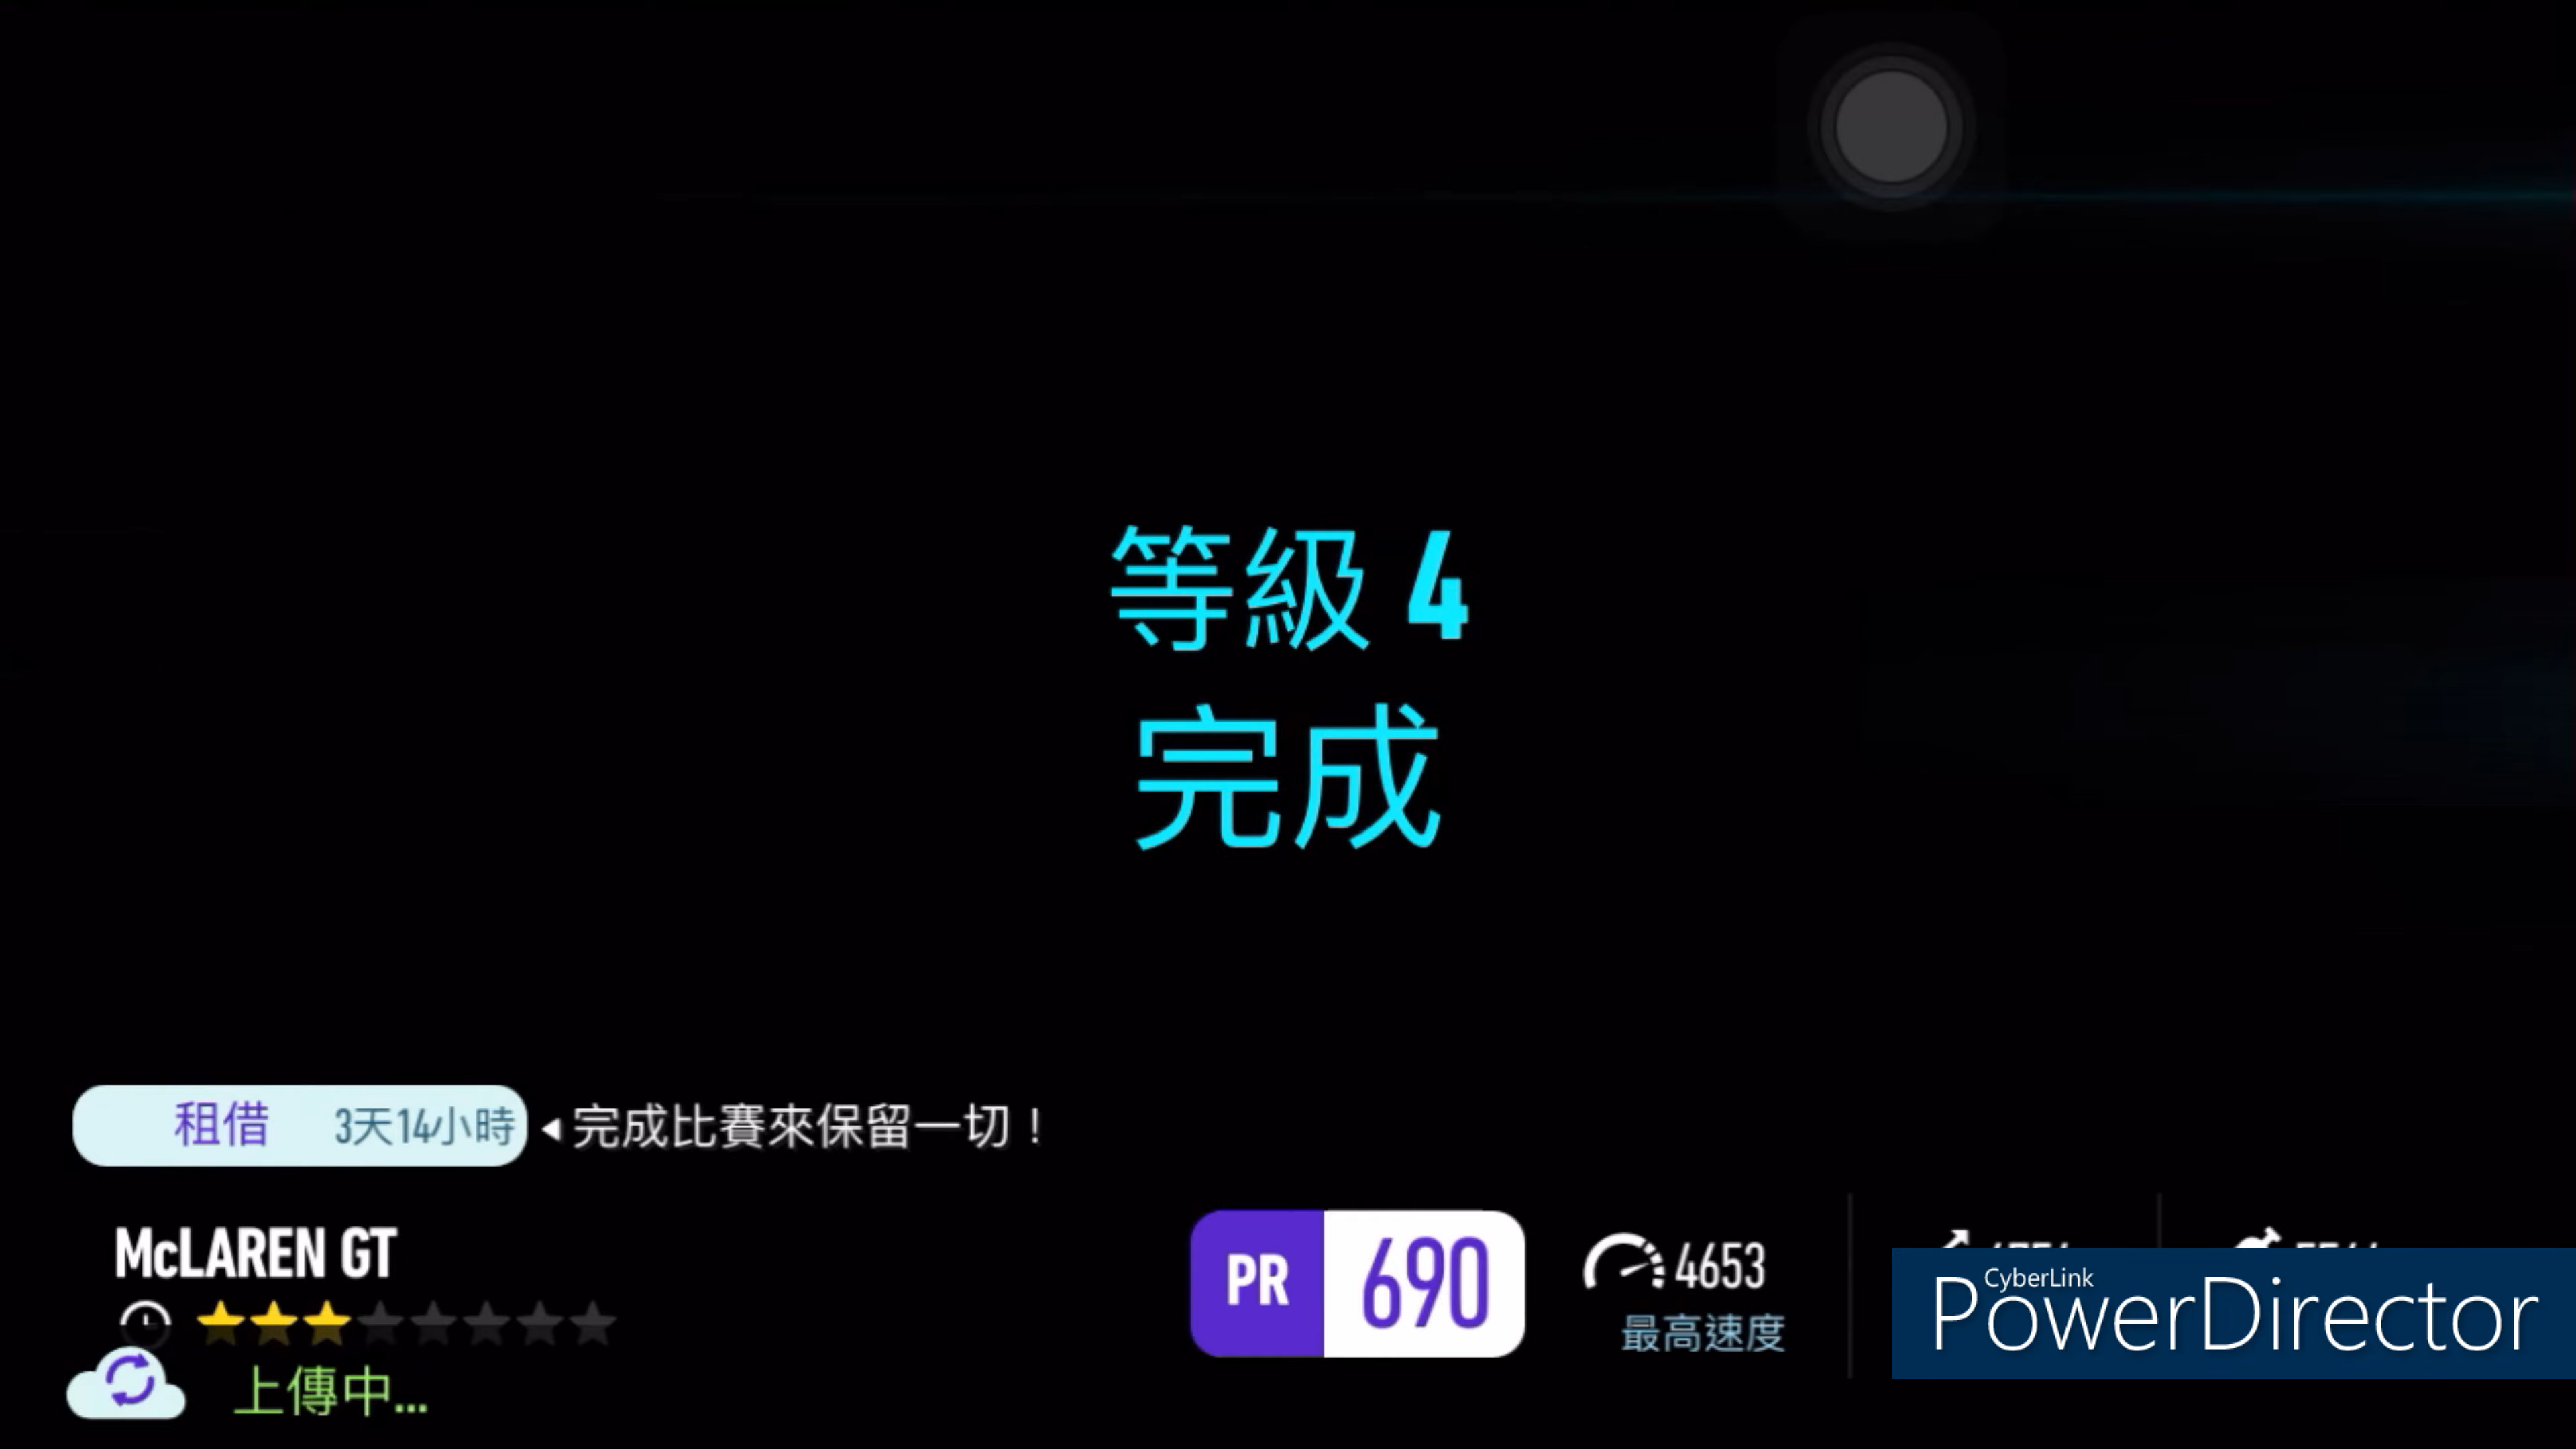 等級 4
完成
租借 3天14小時 ◂ 完成比賽來保留一切！
McLAREN GT
PR 690 4653
最高速度
上傳中...
CyberLink
PowerDirector